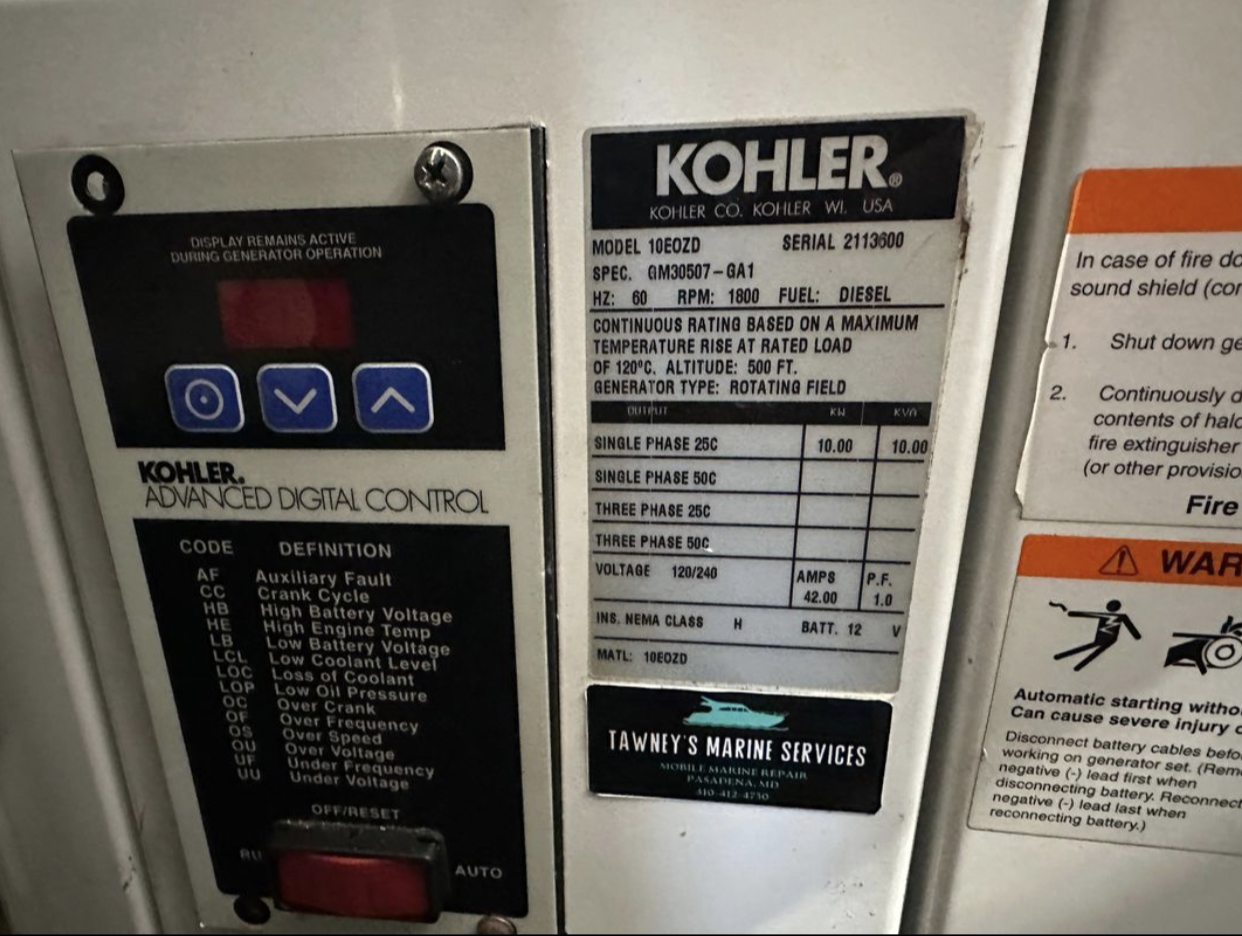 DISPLAY REMAINS ACTIVE
DURING GENERATOR OPERATION
KOHLER.
ADVANCED DIGITAL CONTROL
CODE DEFINITION
AF Auxiliary Fault
CC Crank Cycle
HB High Battery Voltage
HE High Engine Temp
LB Low Battery Voltage
LCL Low Coolant Level
LOC Loss of Coolant
LOP Low Oil Pressure
OC Over Crank
OF Over Frequency
OS Over Speed
OU Over Voltage
UF Under Frequency
UU Under Voltage
OFF/RESET
RU AUTO
KOHLER®
KOHLER CO. KOHLER WI. USA
MODEL 10EOZD SERIAL 2113600
SPEC. GM30507-GA1
HZ: 60 RPM: 1800 FUEL: DIESEL
CONTINUOUS RATING BASED ON A MAXIMUM
TEMPERATURE RISE AT RATED LOAD
OF 120°C. ALTITUDE: 500 FT.
GENERATOR TYPE: ROTATING FIELD
OUTPUT KW KVA
SINGLE PHASE 25C 10.00 10.00
SINGLE PHASE 50C
THREE PHASE 25C
THREE PHASE 50C
VOLTAGE 120/240 AMPS P.F.
42.00 1.0
INS. NEMA CLASS H BATT. 12 V
MATL: 10EOZD
TAWNEY'S MARINE SERVICES
MOBILE MARINE REPAIR
PASADENA, MD
410-412-4730
In case of fire do
sound shield (cor
1. Shut down ge
2. Continuously d
contents of halo
fire extinguisher
(or other provisio
Fire
WAR
Automatic starting witho
Can cause severe injury o
Disconnect battery cables befo
working on generator set. (Rem
negative (-) lead first when
disconnecting battery. Reconnect
negative (-) lead last when
reconnecting battery.)